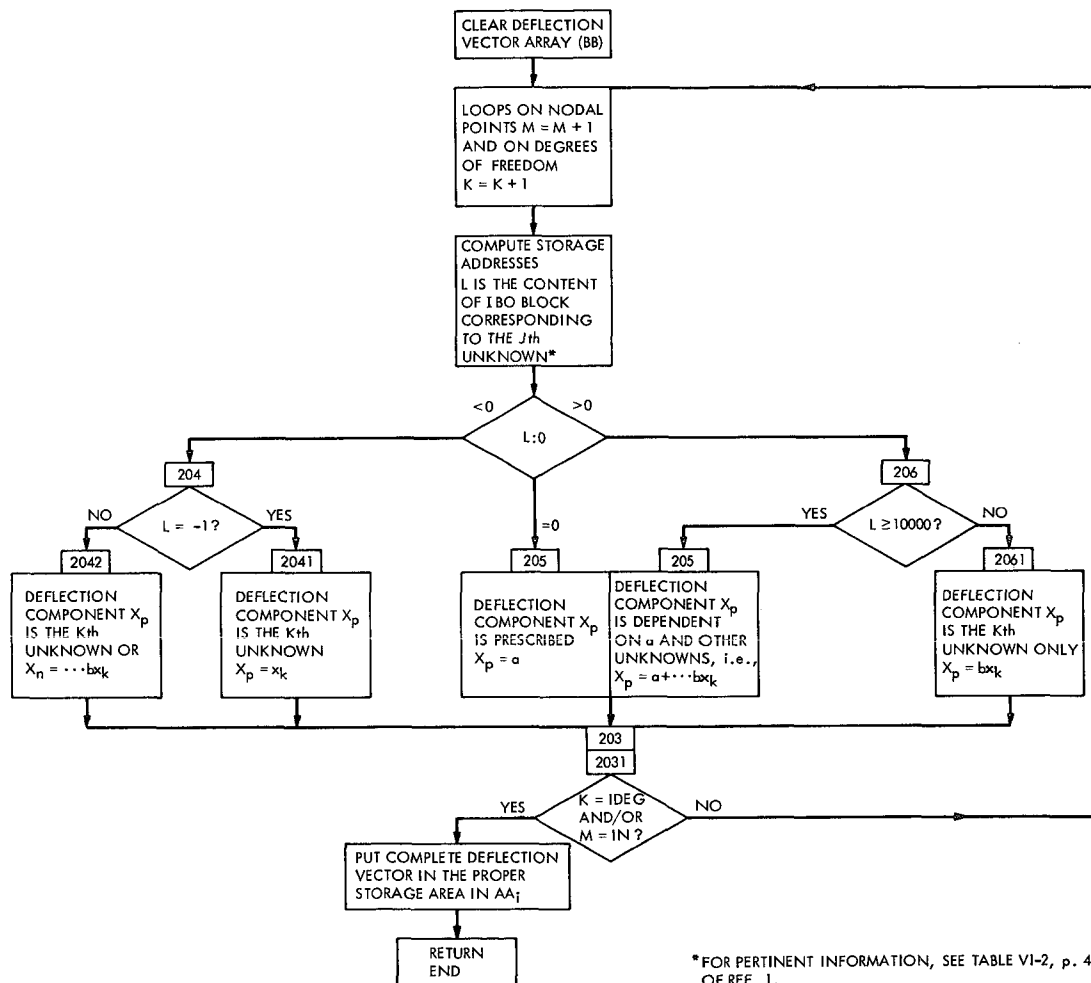 CLEAR DEFLECTION
VECTOR ARRAY (BB)
LOOPS ON NODAL
POINTS M = M + 1
AND ON DEGREES
OF FREEDOM
K = K + 1
COMPUTE STORAGE
ADDRESSES
L IS THE CONTENT
OF IBO BLOCK
CORRESPONDING
TO THE Jth
UNKNOWN*
<0
>0
L:0
=0
204
L = -1?
NO
YES
206
L ≥ 10000?
YES
NO
2042
DEFLECTION
COMPONENT Xp
IS THE Kth
UNKNOWN OR
Xn = ···bxk
2041
DEFLECTION
COMPONENT Xp
IS THE Kth
UNKNOWN
Xp = xk
205
DEFLECTION
COMPONENT Xp
IS PRESCRIBED
Xp = a
205
DEFLECTION
COMPONENT Xp
IS DEPENDENT
ON a AND OTHER
UNKNOWNS, i.e.,
Xp = a+···bxk
2061
DEFLECTION
COMPONENT Xp
IS THE Kth
UNKNOWN ONLY
Xp = bxk
203
2031
YES
K = IDEG
AND/OR
M = IN ?
NO
PUT COMPLETE DEFLECTION
VECTOR IN THE PROPER
STORAGE AREA IN AAi
RETURN
END
*FOR PERTINENT INFORMATION, SEE TABLE VI-2, p. 4
OF REF. 1.